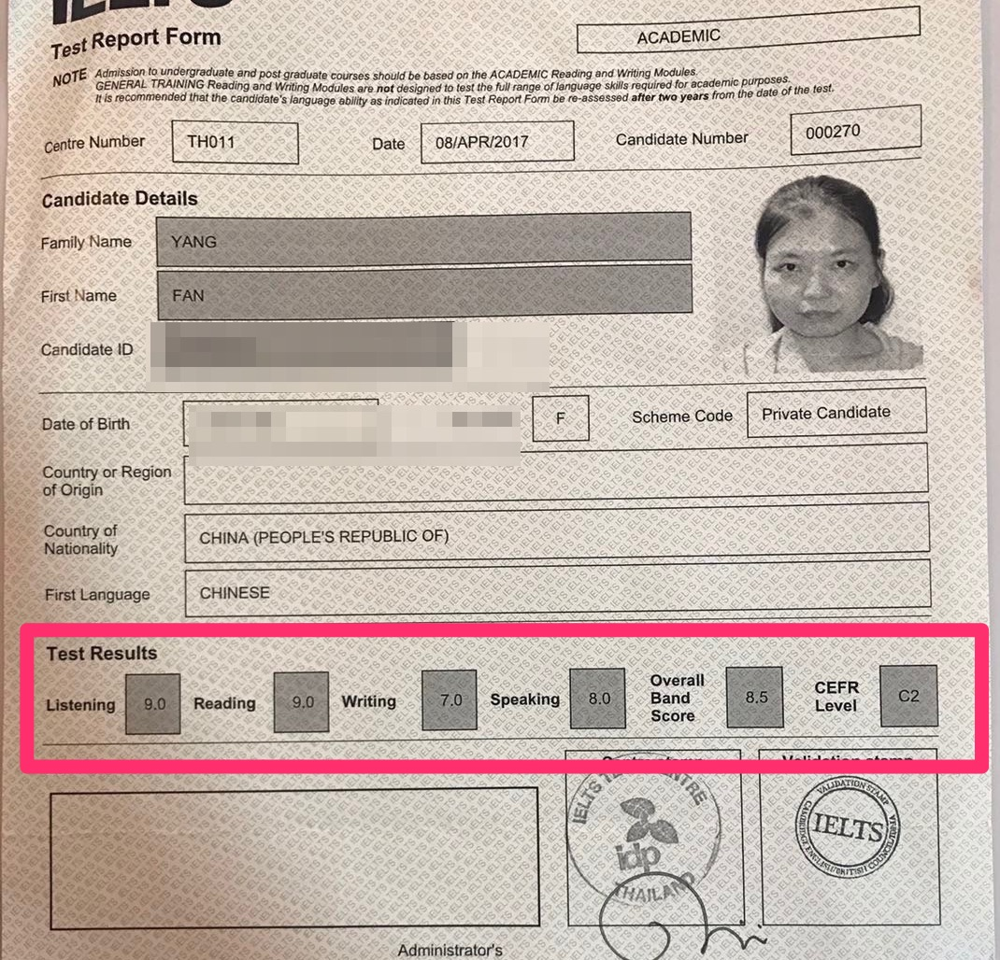 IELTS
Test Report Form
ACADEMIC
NOTE Admission to undergraduate and post graduate courses should be based on the ACADEMIC Reading and Writing Modules.
GENERAL TRAINING Reading and Writing Modules are not designed to test the full range of language skills required for academic purposes.
It is recommended that the candidate's language ability as indicated in this Test Report Form be re-assessed after two years from the date of the test.
Centre Number TH011 Date 08/APR/2017 Candidate Number 000270
Candidate Details
Family Name YANG
First Name FAN
Candidate ID
Date of Birth F Scheme Code Private Candidate
Country or Region
of Origin
Country of
Nationality CHINA (PEOPLE'S REPUBLIC OF)
First Language CHINESE
Test Results
Listening 9.0 Reading 9.0 Writing 7.0 Speaking 8.0 Overall
Band
Score 8.5 CEFR
Level C2
Validation stamp
IELTS TEST CENTRE
idp
THAILAND
VALIDATION STAMP
IELTS
Administrator's